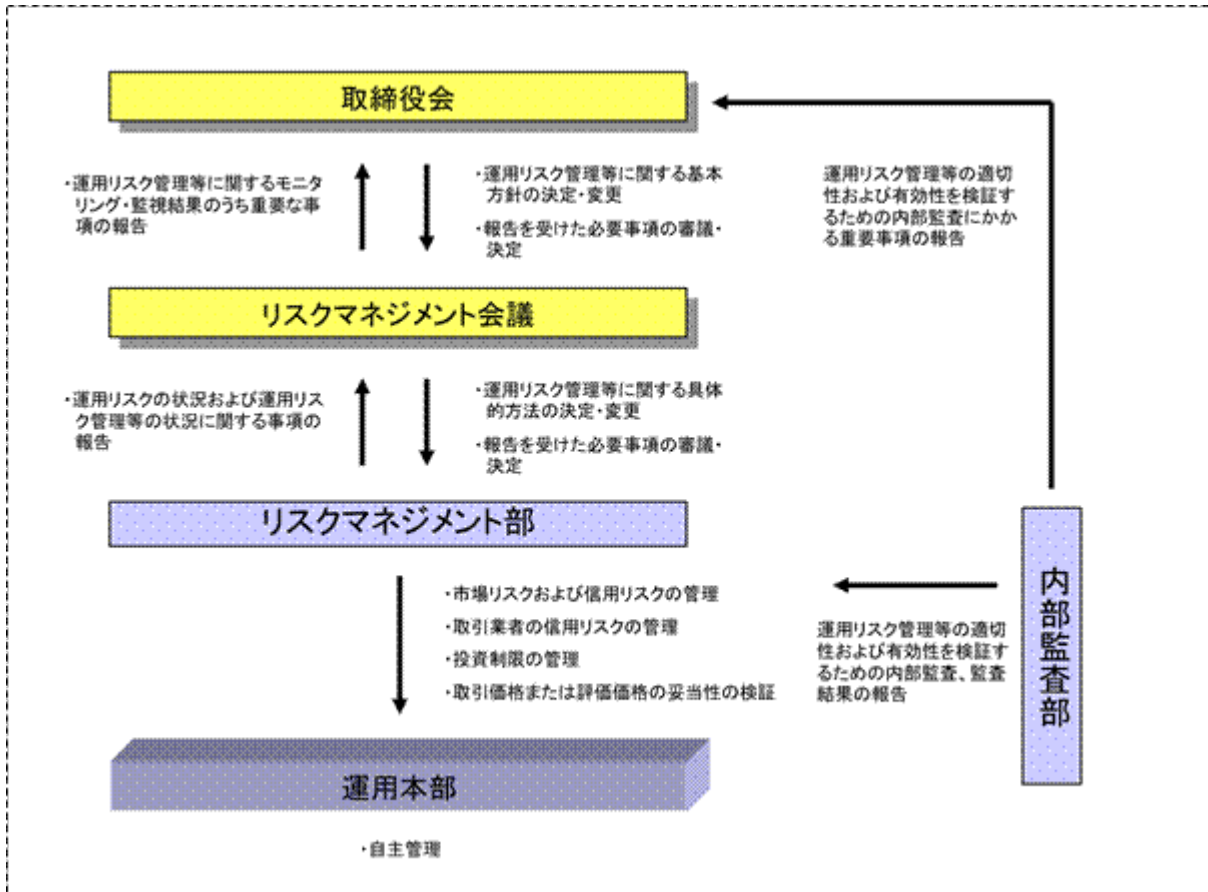 取締役会
・運用リスク管理等に関するモニタ
リング・監視結果のうち重要な事
項の報告
・運用リスク管理等に関する基本
方針の決定・変更
・報告を受けた必要事項の審議・
決定
運用リスク管理等の適切
性および有効性を検証す
るための内部監査にかか
る重要事項の報告
リスクマネジメント会議
・運用リスクの状況および運用リス
ク管理等の状況に関する事項の
報告
・運用リスク管理等に関する具体
的方法の決定・変更
・報告を受けた必要事項の審議・
決定
リスクマネジメント部
・市場リスクおよび信用リスクの管理
・取引業者の信用リスクの管理
・投資制限の管理
・取引価格または評価価格の妥当性の検証
運用リスク管理等の適切
性および有効性を検証す
るための内部監査、監査
結果の報告
内部監査部
運用本部
・自主管理